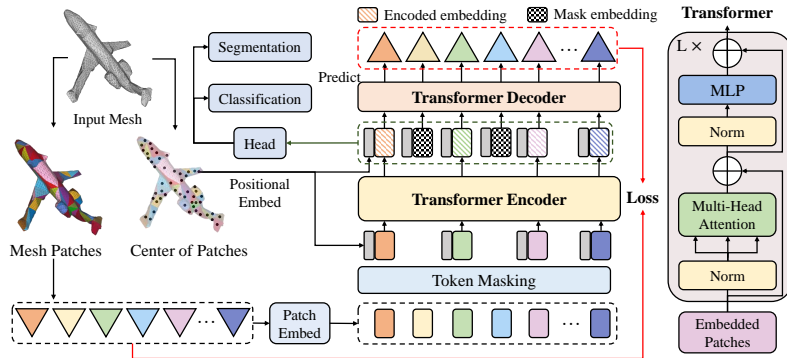 Encoded embedding
Mask embedding
Transformer
Segmentation
L ×
Predict
MLP
Transformer Decoder
Classification
Input Mesh
Norm
Head
Positional
Embed
Transformer Encoder
Loss
Multi-Head
Attention
Mesh Patches
Center of Patches
Token Masking
Norm
Patch
Embed
Embedded
Patches